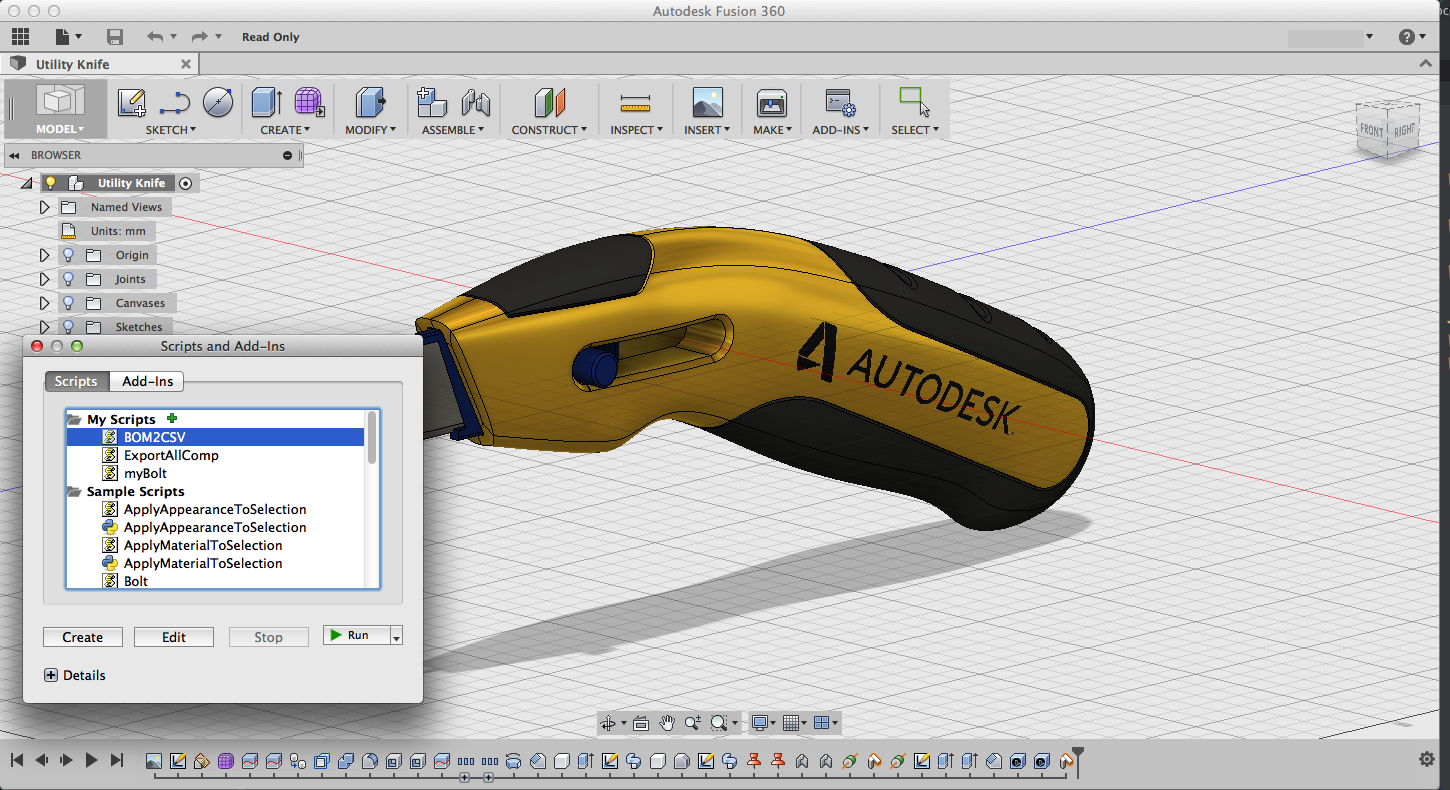 Autodesk Fusion 360
Read Only
Utility Knife
MODEL
SKETCH
CREATE
MODIFY
ASSEMBLE
CONSTRUCT
INSPECT
INSERT
MAKE
ADD-INS
SELECT
FRONT
RIGHT
BROWSER
Utility Knife
Named Views
Units: mm
Origin
Joints
Canvases
Sketches
Scripts and Add-Ins
Scripts
Add-Ins
My Scripts
BOM2CSV
ExportAllComp
myBolt
Sample Scripts
ApplyAppearanceToSelection
ApplyAppearanceToSelection
ApplyMaterialToSelection
ApplyMaterialToSelection
Bolt
Create
Edit
Stop
Run
Details
AUTODESK